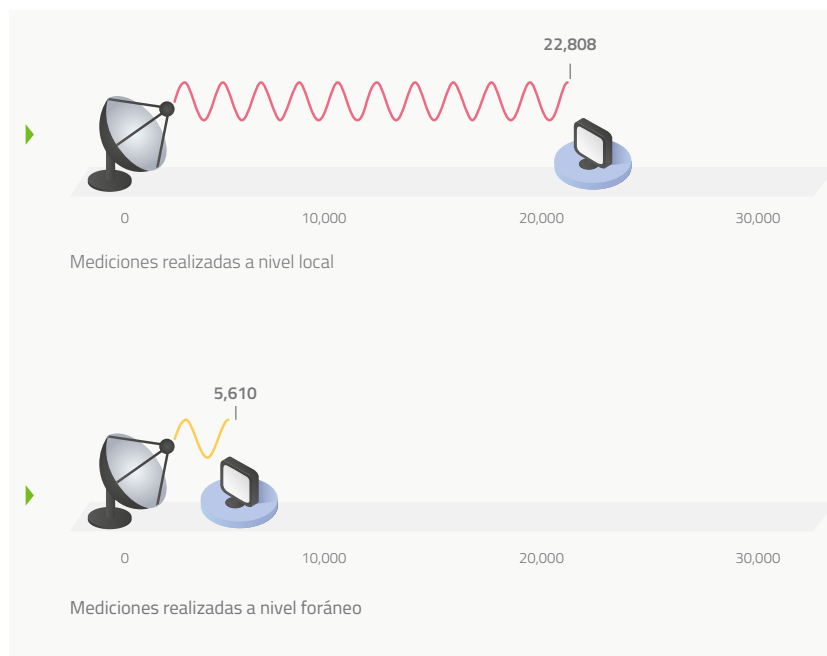 22,808
0 10,000 20,000 30,000
Mediciones realizadas a nivel local
5,610
0 10,000 20,000 30,000
Mediciones realizadas a nivel foráneo